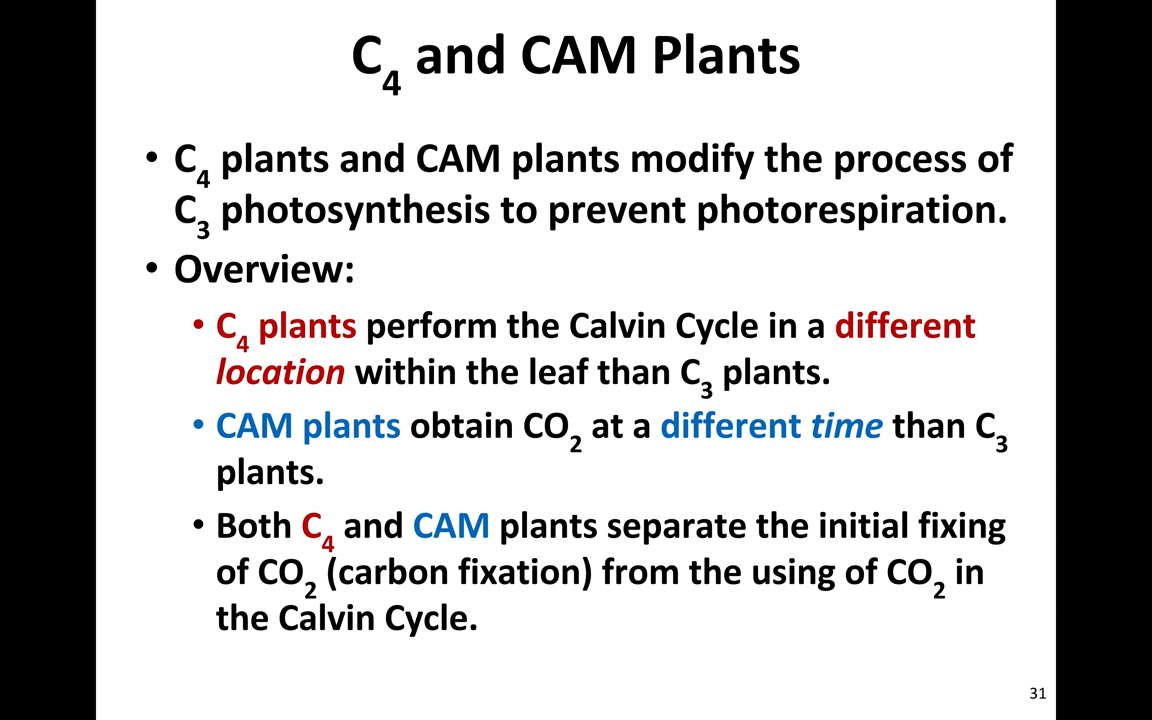 C₄ and CAM Plants
• C₄ plants and CAM plants modify the process of
C₃ photosynthesis to prevent photorespiration.
• Overview:
• C₄ plants perform the Calvin Cycle in a different
location within the leaf than C₃ plants.
• CAM plants obtain CO₂ at a different time than C₃
plants.
• Both C₄ and CAM plants separate the initial fixing
of CO₂ (carbon fixation) from the using of CO₂ in
the Calvin Cycle.
31